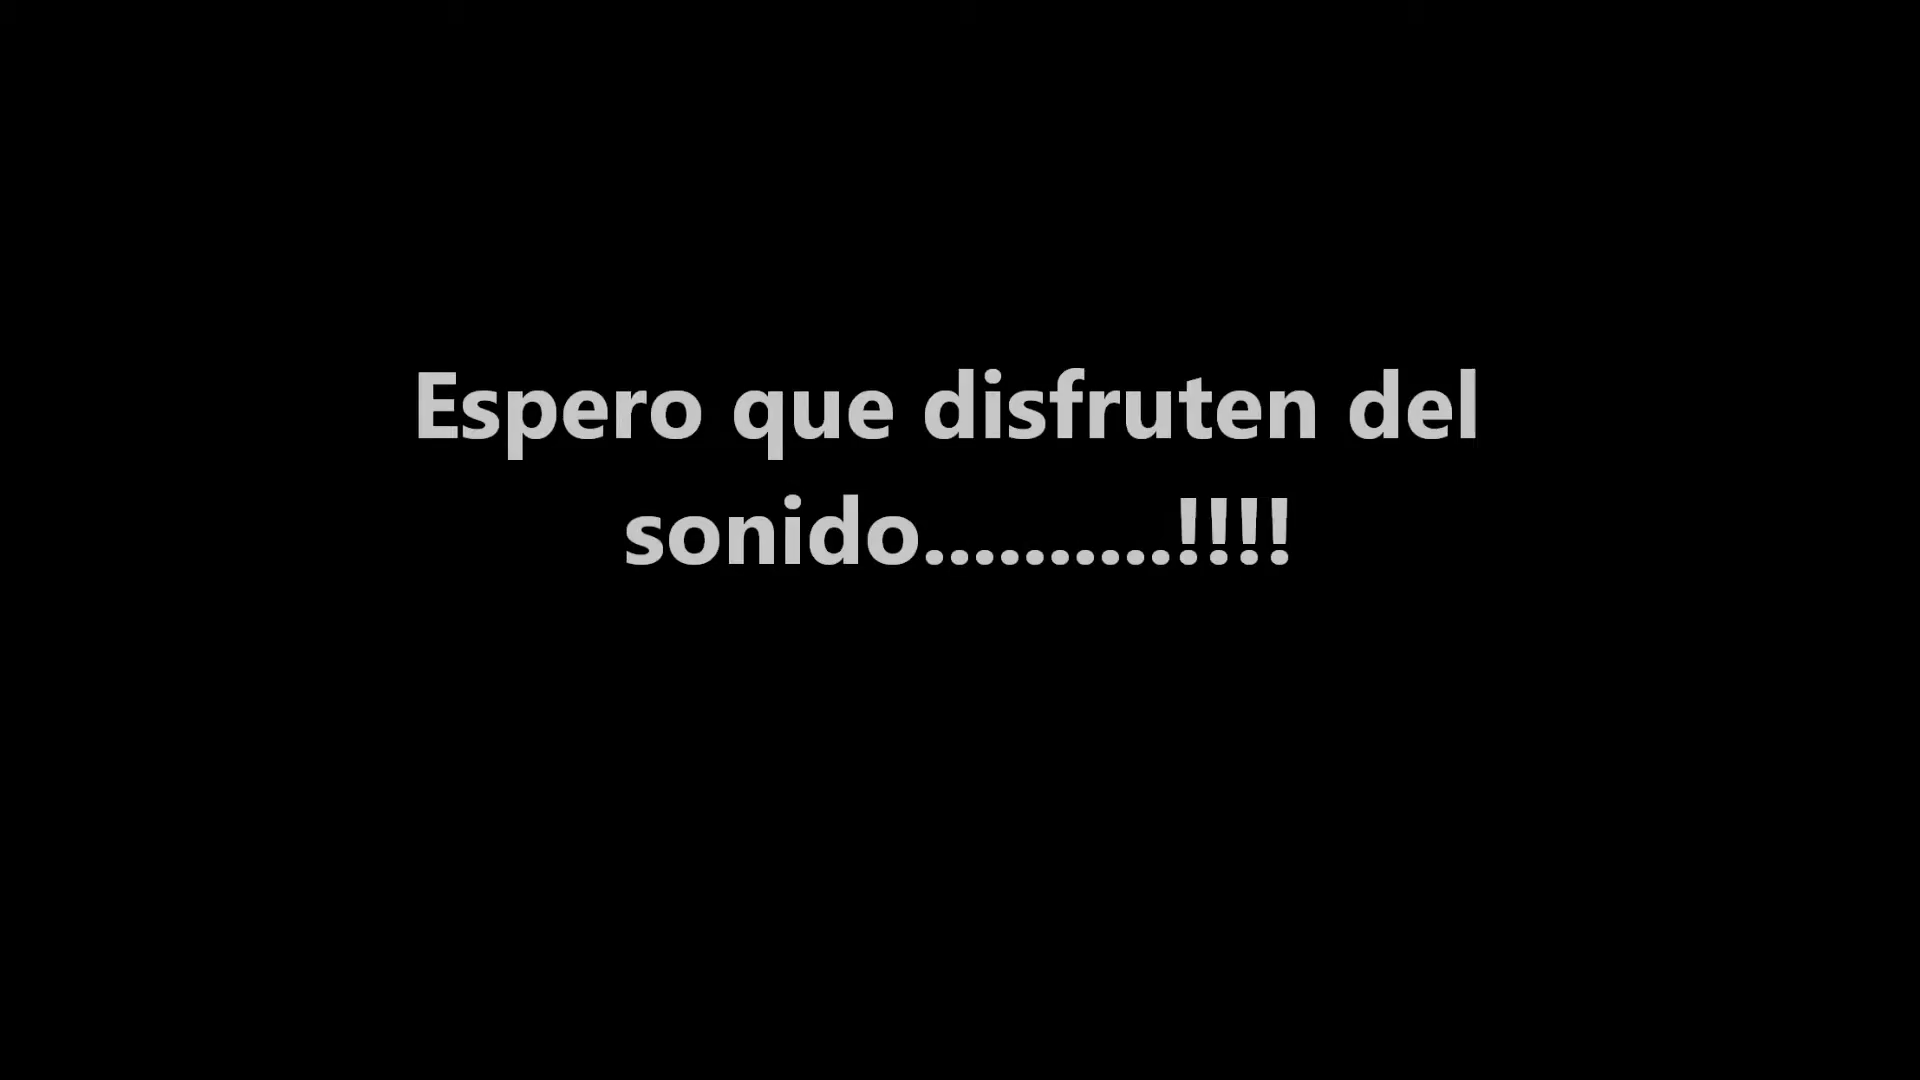 Espero que disfruten del
sonido..........!!!!